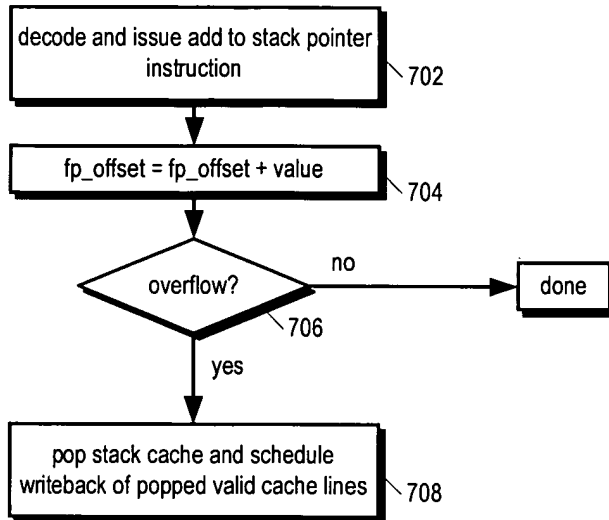 decode and issue add to stack pointer
instruction
702
fp_offset = fp_offset + value
704
overflow?
no
done
706
yes
pop stack cache and schedule
writeback of popped valid cache lines
708